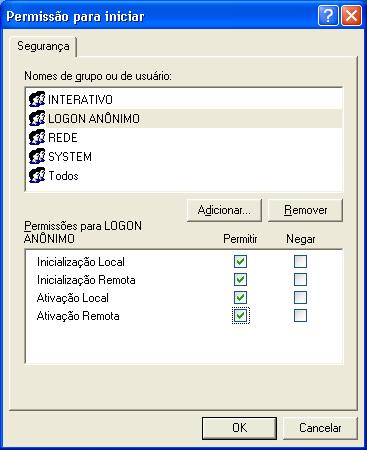 Permissão para iniciar
Segurança
Nomes de grupo ou de usuário:
INTERATIVO
LOGON ANÔNIMO
REDE
SYSTEM
Todos
Adicionar...
Remover
Permissões para LOGON
ANÔNIMO
Permitir
Negar
Inicialização Local
Inicialização Remota
Ativação Local
Ativação Remota
OK
Cancelar